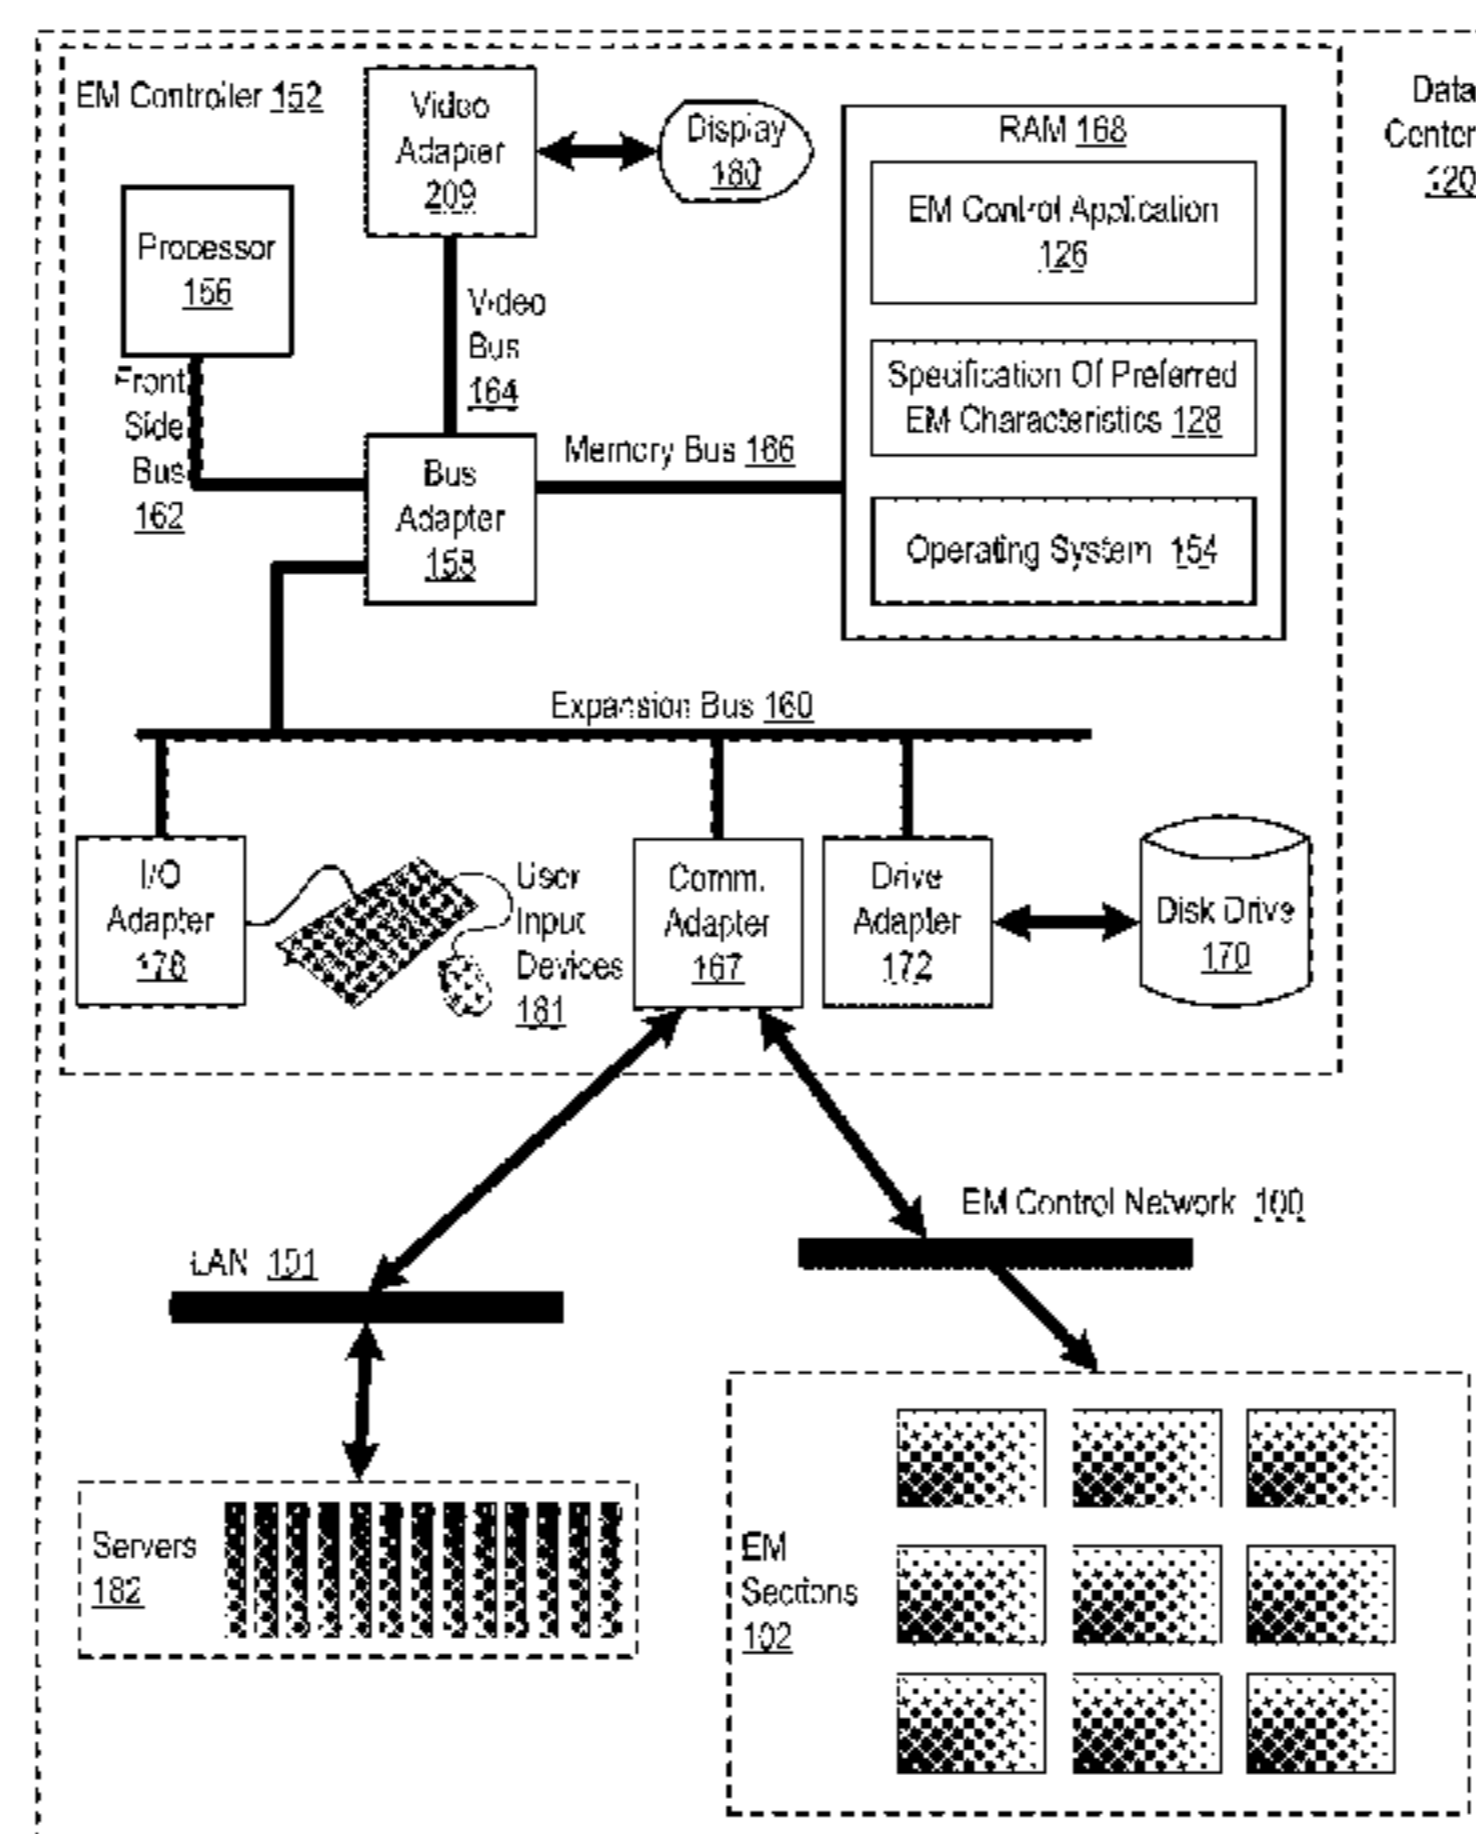 EM Controller 152
Video
Adapter
209
Display
180
RAM 168
Data
Center
120
EM Control Application
126
Processor
156
Video
Bus
164
Specification Of Preferred
EM Characteristics 128
Front
Side
Bus
162
Bus
Adapter
158
Memory Bus 166
Operating System 154
Expansion Bus 160
I/O
Adapter
178
User
Input
Devices
181
Comm.
Adapter
167
Drive
Adapter
172
Disk Drive
170
EM Control Network 100
LAN 101
Servers
182
EM
Sections
102